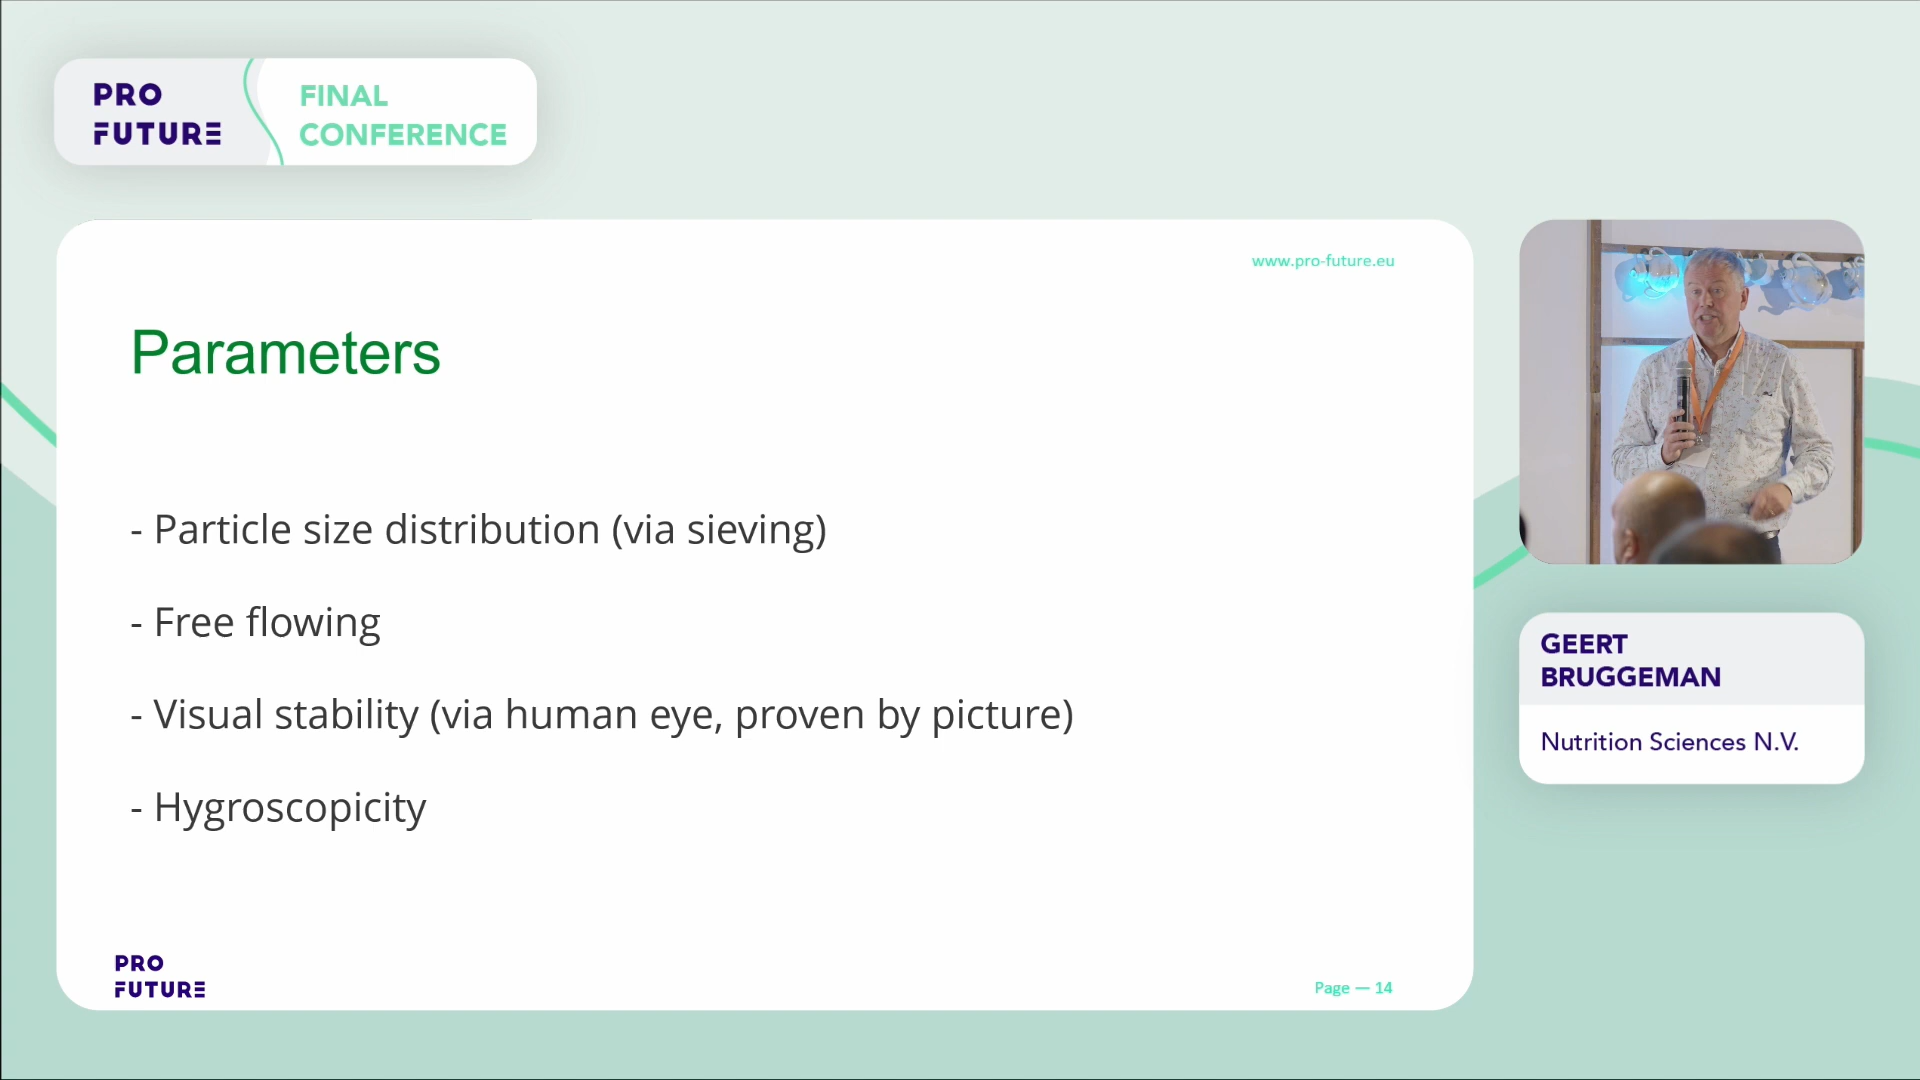 PRO
FUTURE
FINAL
CONFERENCE
www.pro-future.eu
Parameters
- Particle size distribution (via sieving)
- Free flowing
- Visual stability (via human eye, proven by picture)
- Hygroscopicity
PRO
FUTURE
Page — 14
GEERT
BRUGGEMAN
Nutrition Sciences N.V.